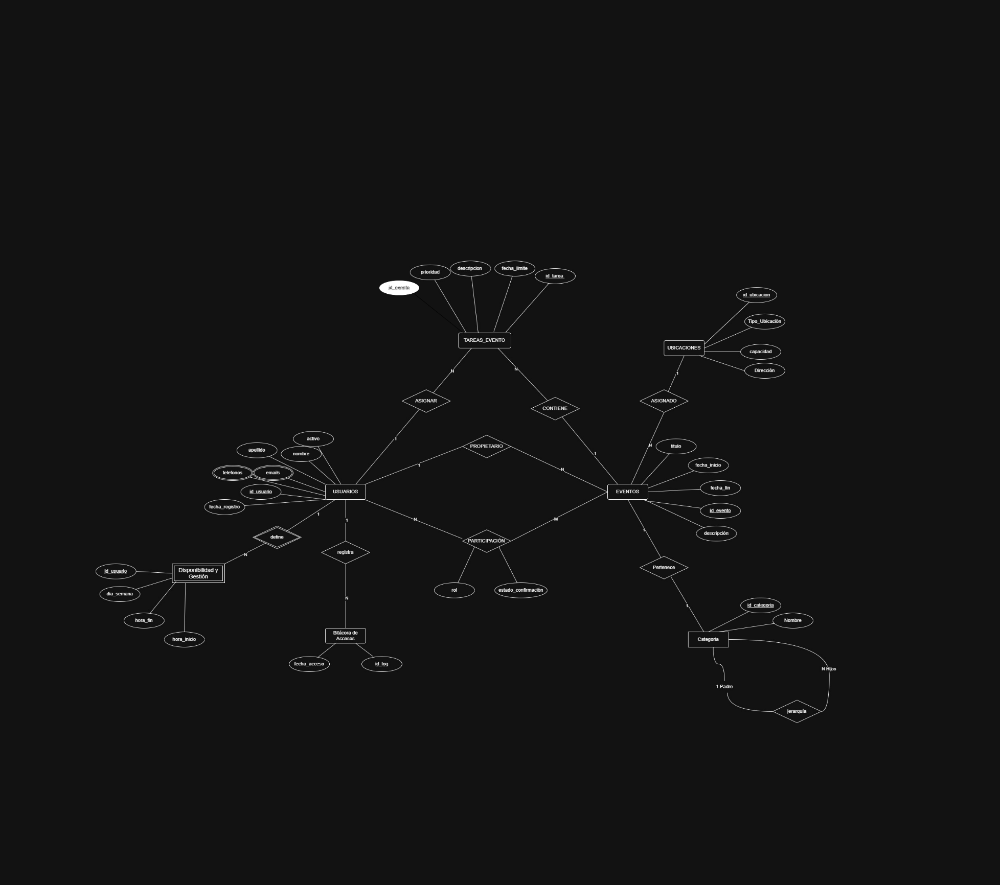 prioridad
descripcion
fecha_limite
id_tarea
id_evento
id_ubicacion
Tipo_Ubicación
TAREAS_EVENTO
UBICACIONES
capacidad
Dirección
N
N
1
ASIGNAR
CONTIENE
ASIGNADO
1
activo
PROPIETARIO
N
titulo
apellido
nombre
1
1
fecha_inicio
N
telefonos
emails
fecha_fin
id_usuario
USUARIOS
EVENTOS
fecha_registro
id_evento
1
1
N
M
1
descripción
define
PARTICIPACIÓN
registra
N
Pertenece
id_usuario
Disponibilidad y
Gestión
dia_semana
rol
estado_confirmación
N
1
id_categoria
hora_fin
Nombre
Bitácora de
Accesos
hora_inicio
Categoria
fecha_acceso
id_log
N Hijos
1 Padre
jerarquía